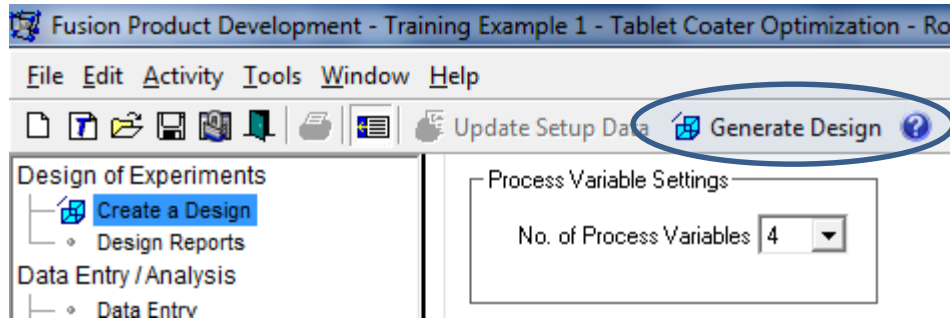 Fusion Product Development - Training Example 1 - Tablet Coater Optimization - Ro
File Edit Activity Tools Window Help
Update Setup Data Generate Design
Design of Experiments
Create a Design
Design Reports
Data Entry / Analysis
Data Entry
Process Variable Settings
No. of Process Variables 4